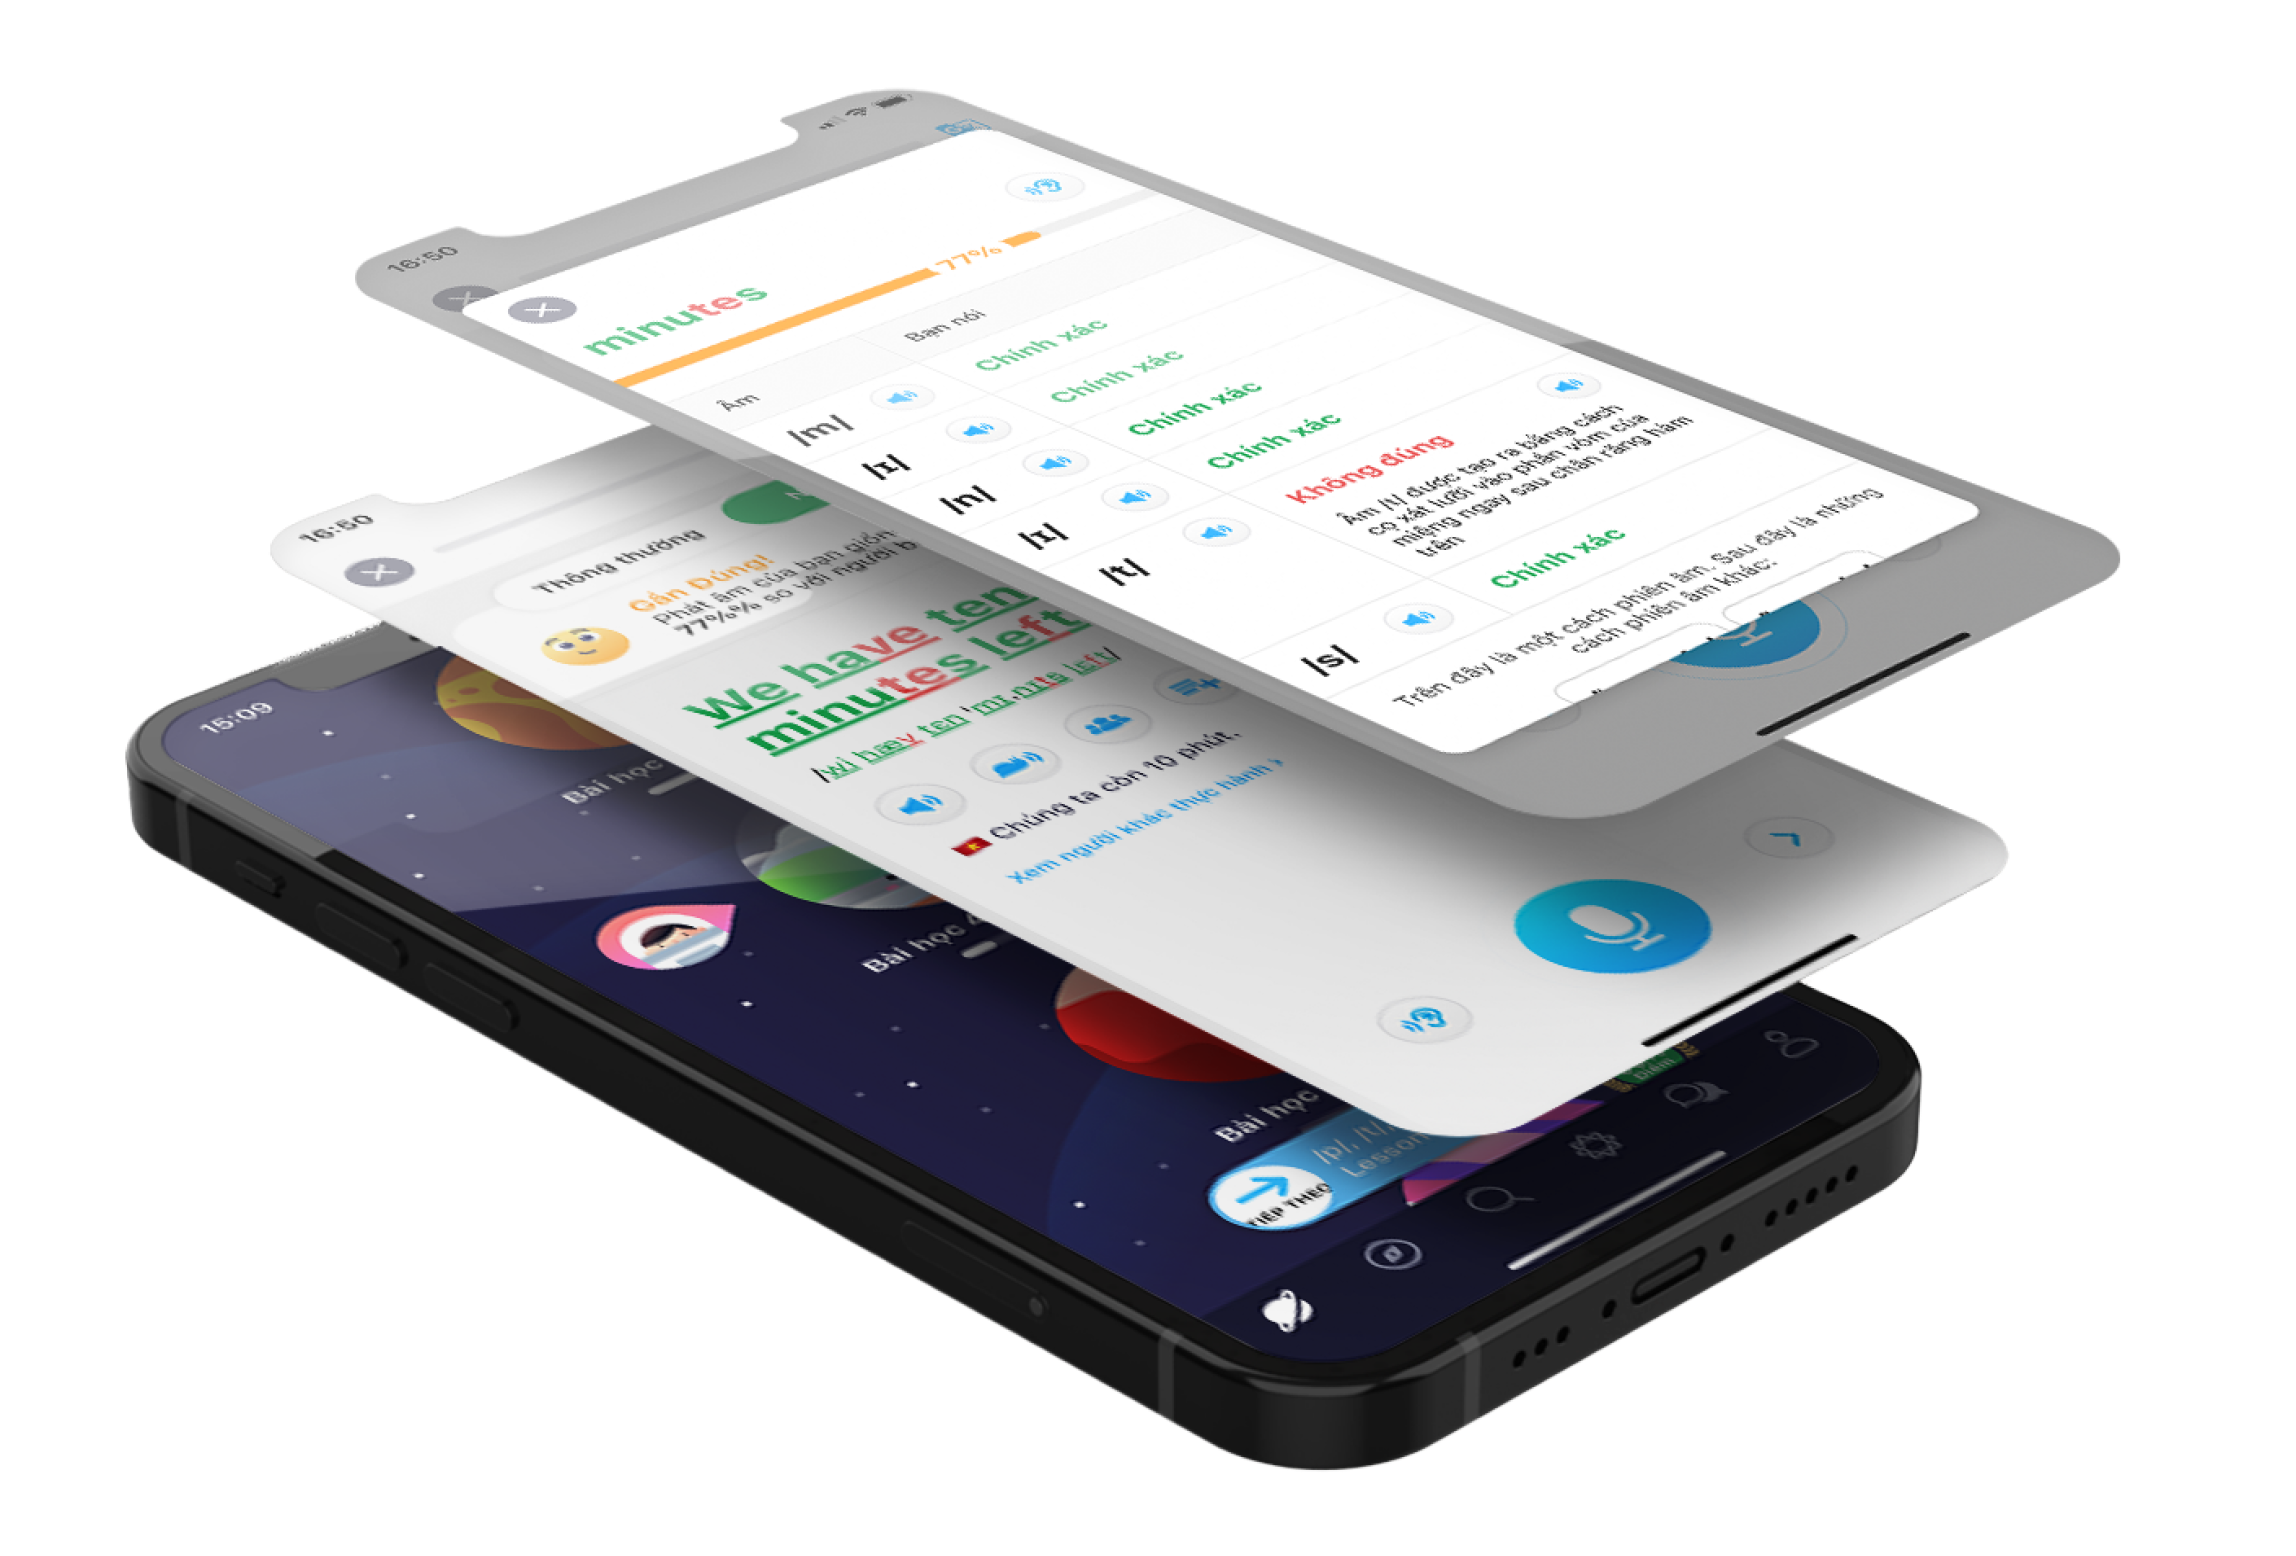 16:50
minutes
77%
Âm
Bạn nói
/m/
Chính xác
/ɪ/
Chính xác
/n/
Chính xác
/ɪ/
Chính xác
/t/
Không đúng
Âm /t/ được tạo ra bằng cách
cọ xát lưỡi vào phần vòm của
miệng ngay sau chân răng hàm
trên
/s/
Chính xác
Trên đây là một cách phiên âm. Sau đây là những
cách phiên âm khác:
16:50
Thông thường
Gần Đúng!
Phát âm của bạn giống
77%% so với người b
We have ten
minutes left.
/wi hæv ten ˈmɪ.nɪts left/
Chúng ta còn 10 phút.
Xem người khác thực hành >
15:09
Bài học
Bài học
Bài học
/p/, /t/,
Lesson
TIẾP THEO
Điểm